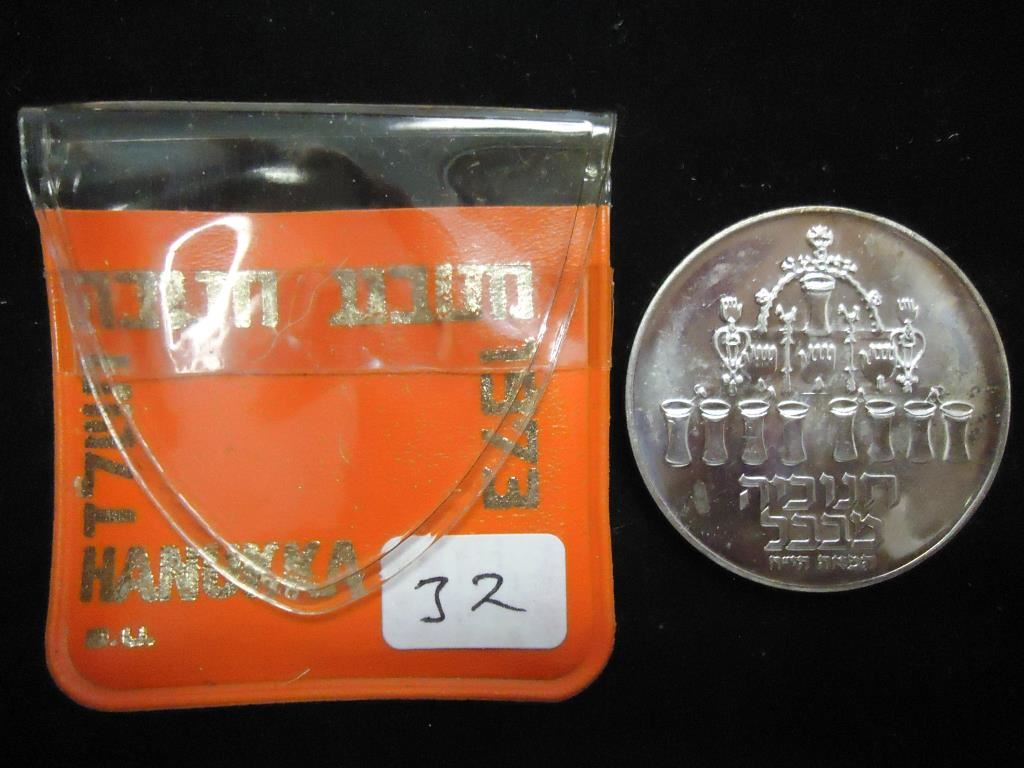 מטבע חנוכה
תשל"ד
1973
HANUKKA
B.U.
32
חנוכיה
מבבל
המאה הי"ח